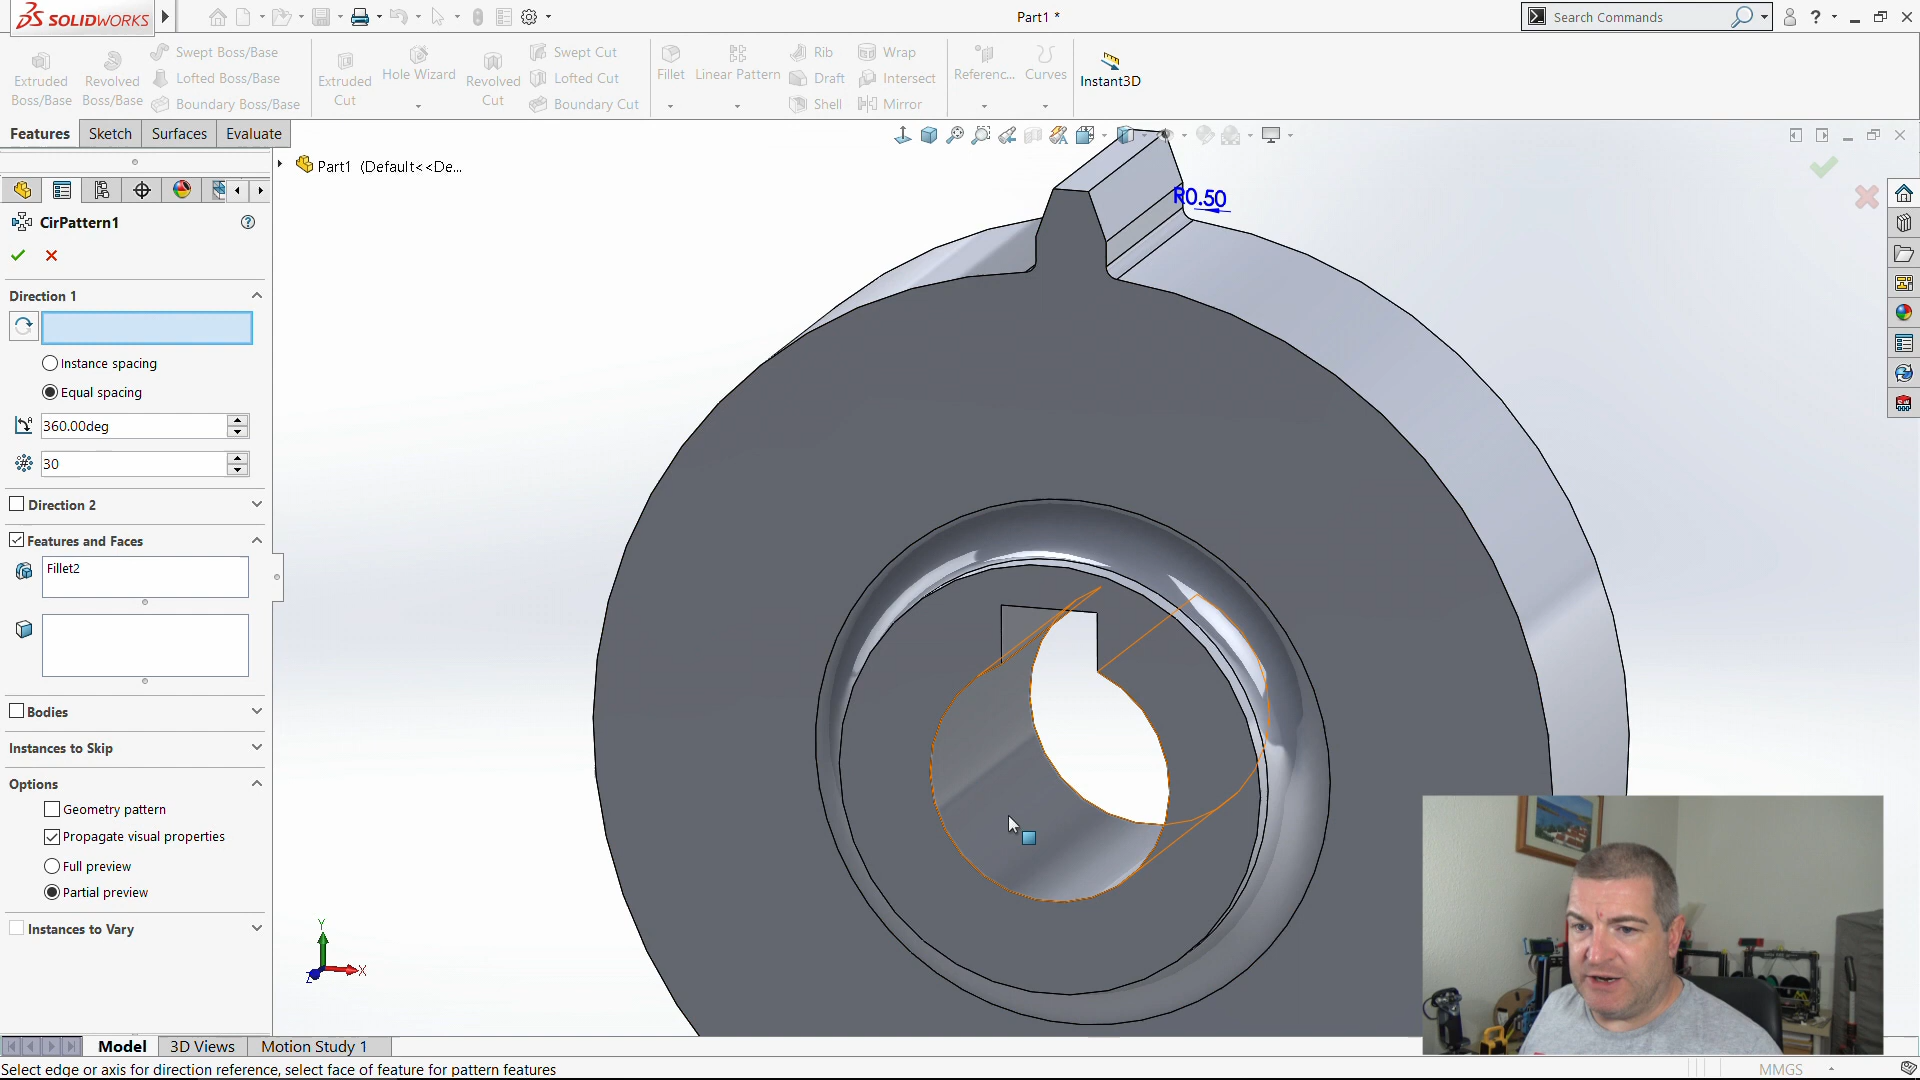 SOLIDWORKS
Part1 *
Search Commands
Extruded Boss/Base
Revolved Boss/Base
Swept Boss/Base
Lofted Boss/Base
Boundary Boss/Base
Extruded Cut
Hole Wizard
Revolved Cut
Swept Cut
Lofted Cut
Boundary Cut
Fillet
Linear Pattern
Rib
Draft
Shell
Wrap
Intersect
Mirror
Referenc...
Curves
Instant3D
Features
Sketch
Surfaces
Evaluate
Part1 (Default<<De...
R0.50
CirPattern1
Direction 1
Instance spacing
Equal spacing
360.00deg
30
Direction 2
Features and Faces
Fillet2
Bodies
Instances to Skip
Options
Geometry pattern
Propagate visual properties
Full preview
Partial preview
Instances to Vary
Y
X
Z
Model
3D Views
Motion Study 1
Select edge or axis for direction reference, select face of feature for pattern features
MMGS